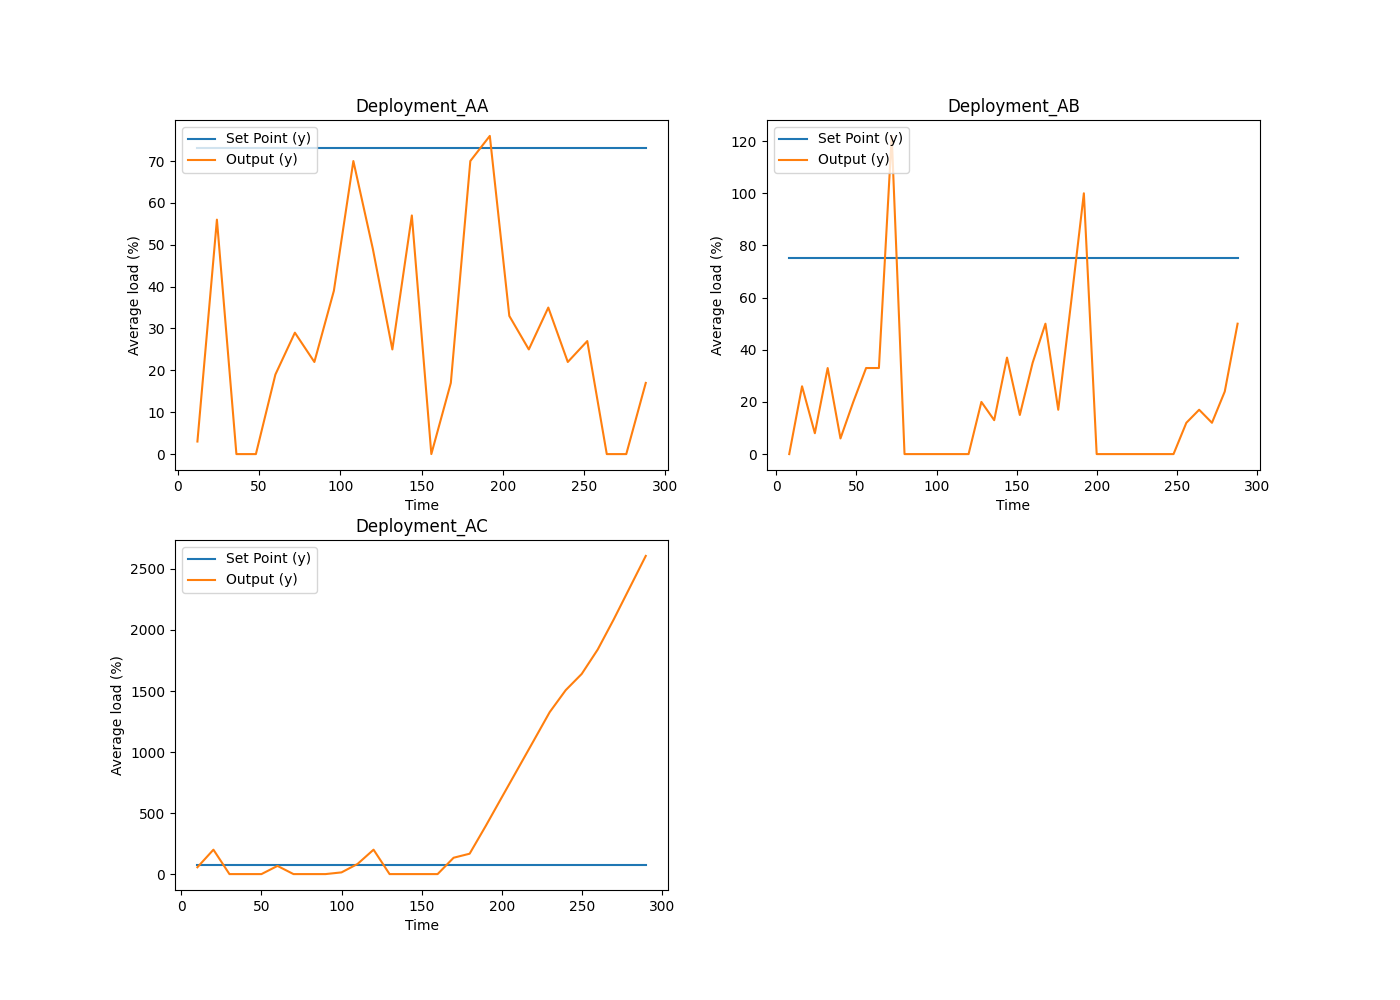 Deployment_AA
Set Point (y)
Output (y)
Average load (%)
70
60
50
40
30
20
10
0
0 50 100 150 200 250 300
Time
Deployment_AB
Set Point (y)
Output (y)
Average load (%)
120
100
80
60
40
20
0
0 50 100 150 200 250 300
Time
Deployment_AC
Set Point (y)
Output (y)
Average load (%)
2500
2000
1500
1000
500
0
0 50 100 150 200 250 300
Time